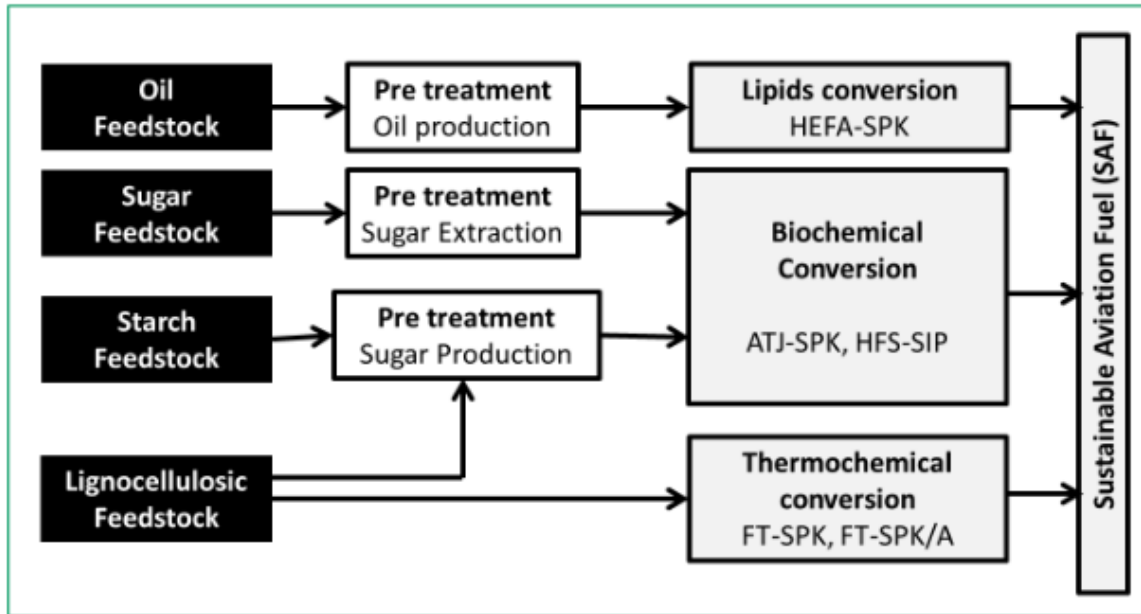 Oil
Feedstock
Pre treatment
Oil production
Lipids conversion
HEFA-SPK
Sugar
Feedstock
Pre treatment
Sugar Extraction
Biochemical
Conversion
ATJ-SPK, HFS-SIP
Starch
Feedstock
Pre treatment
Sugar Production
Lignocellulosic
Feedstock
Thermochemical
conversion
FT-SPK, FT-SPK/A
Sustainable Aviation Fuel (SAF)